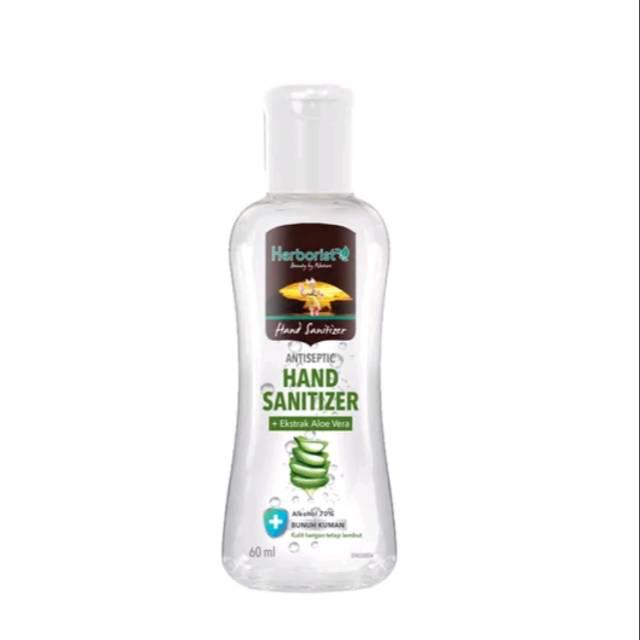 Herborist
Beauty by Nature
Hand Sanitizer
ANTISEPTIC
HAND
SANITIZER
+ Ekstrak Aloe Vera
Alkohol 70%
BUNUH KUMAN
Kulit tangan tetap lembut
60 ml